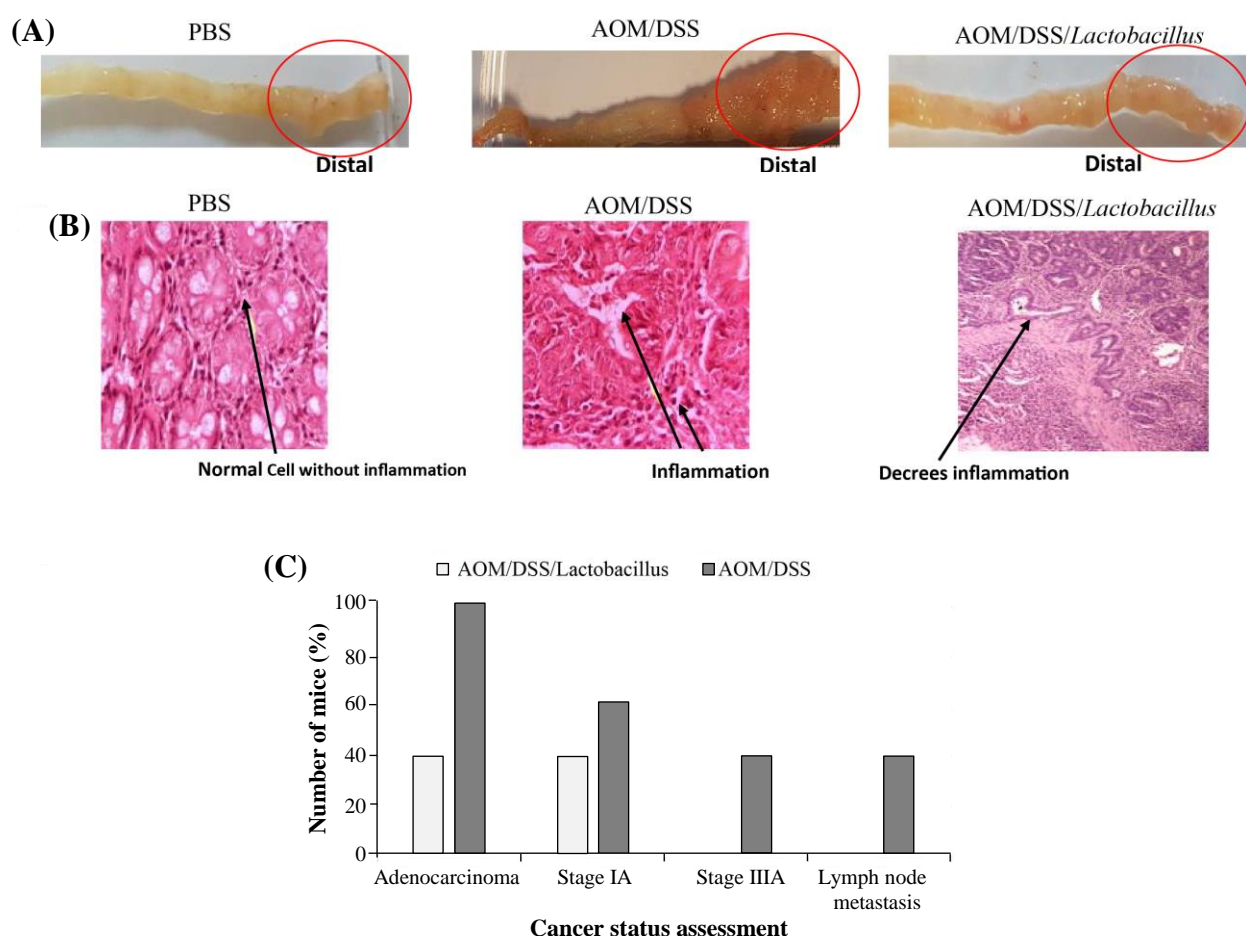 (A)
PBS
AOM/DSS
AOM/DSS/Lactobacillus
Distal
Distal
Distal
(B)
PBS
AOM/DSS
AOM/DSS/Lactobacillus
Normal Cell without inflammation
Inflammation
Decrees inflammation
(C)
AOM/DSS/Lactobacillus
AOM/DSS
Number of mice (%)
100
80
60
40
20
0
Adenocarcinoma
Stage IA
Stage IIIA
Lymph node
metastasis
Cancer status assessment